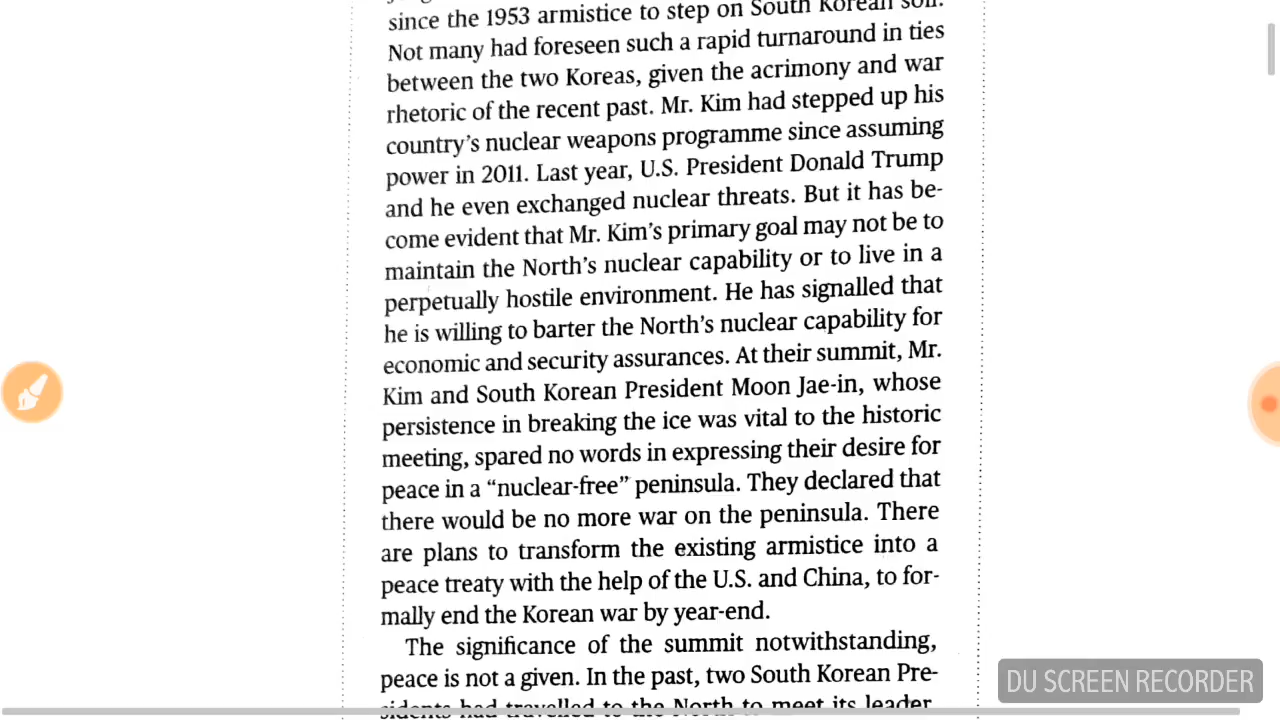 since the 1953 armistice to step on South Korean soil.
Not many had foreseen such a rapid turnaround in ties
between the two Koreas, given the acrimony and war
rhetoric of the recent past. Mr. Kim had stepped up his
country's nuclear weapons programme since assuming
power in 2011. Last year, U.S. President Donald Trump
and he even exchanged nuclear threats. But it has be-
come evident that Mr. Kim's primary goal may not be to
maintain the North's nuclear capability or to live in a
perpetually hostile environment. He has signalled that
he is willing to barter the North's nuclear capability for
economic and security assurances. At their summit, Mr.
Kim and South Korean President Moon Jae-in, whose
persistence in breaking the ice was vital to the historic
meeting, spared no words in expressing their desire for
peace in a “nuclear-free” peninsula. They declared that
there would be no more war on the peninsula. There
are plans to transform the existing armistice into a
peace treaty with the help of the U.S. and China, to for-
mally end the Korean war by year-end.
The significance of the summit notwithstanding,
peace is not a given. In the past, two South Korean Pre-
sidents had travelled to the North to meet its leader
DU SCREEN RECORDER